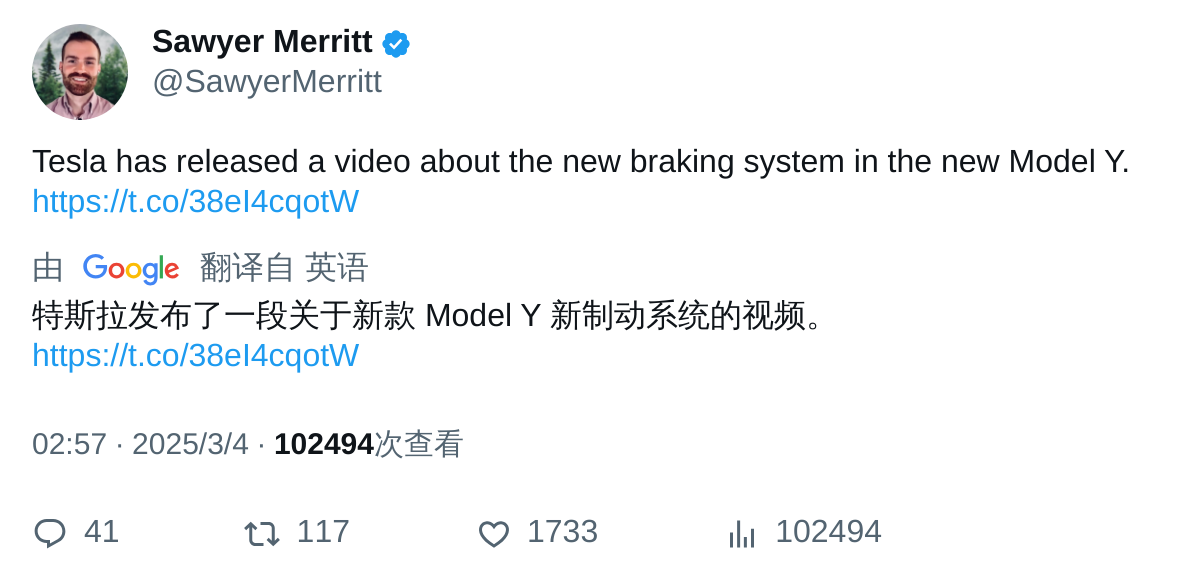 Sawyer Merritt
@SawyerMerritt
Tesla has released a video about the new braking system in the new Model Y.
https://t.co/38eI4cqotW
由 Google 翻译自 英语
特斯拉发布了一段关于新款 Model Y 新制动系统的视频。
https://t.co/38eI4cqotW
02:57 · 2025/3/4 · 102494次查看
41 117 1733 102494